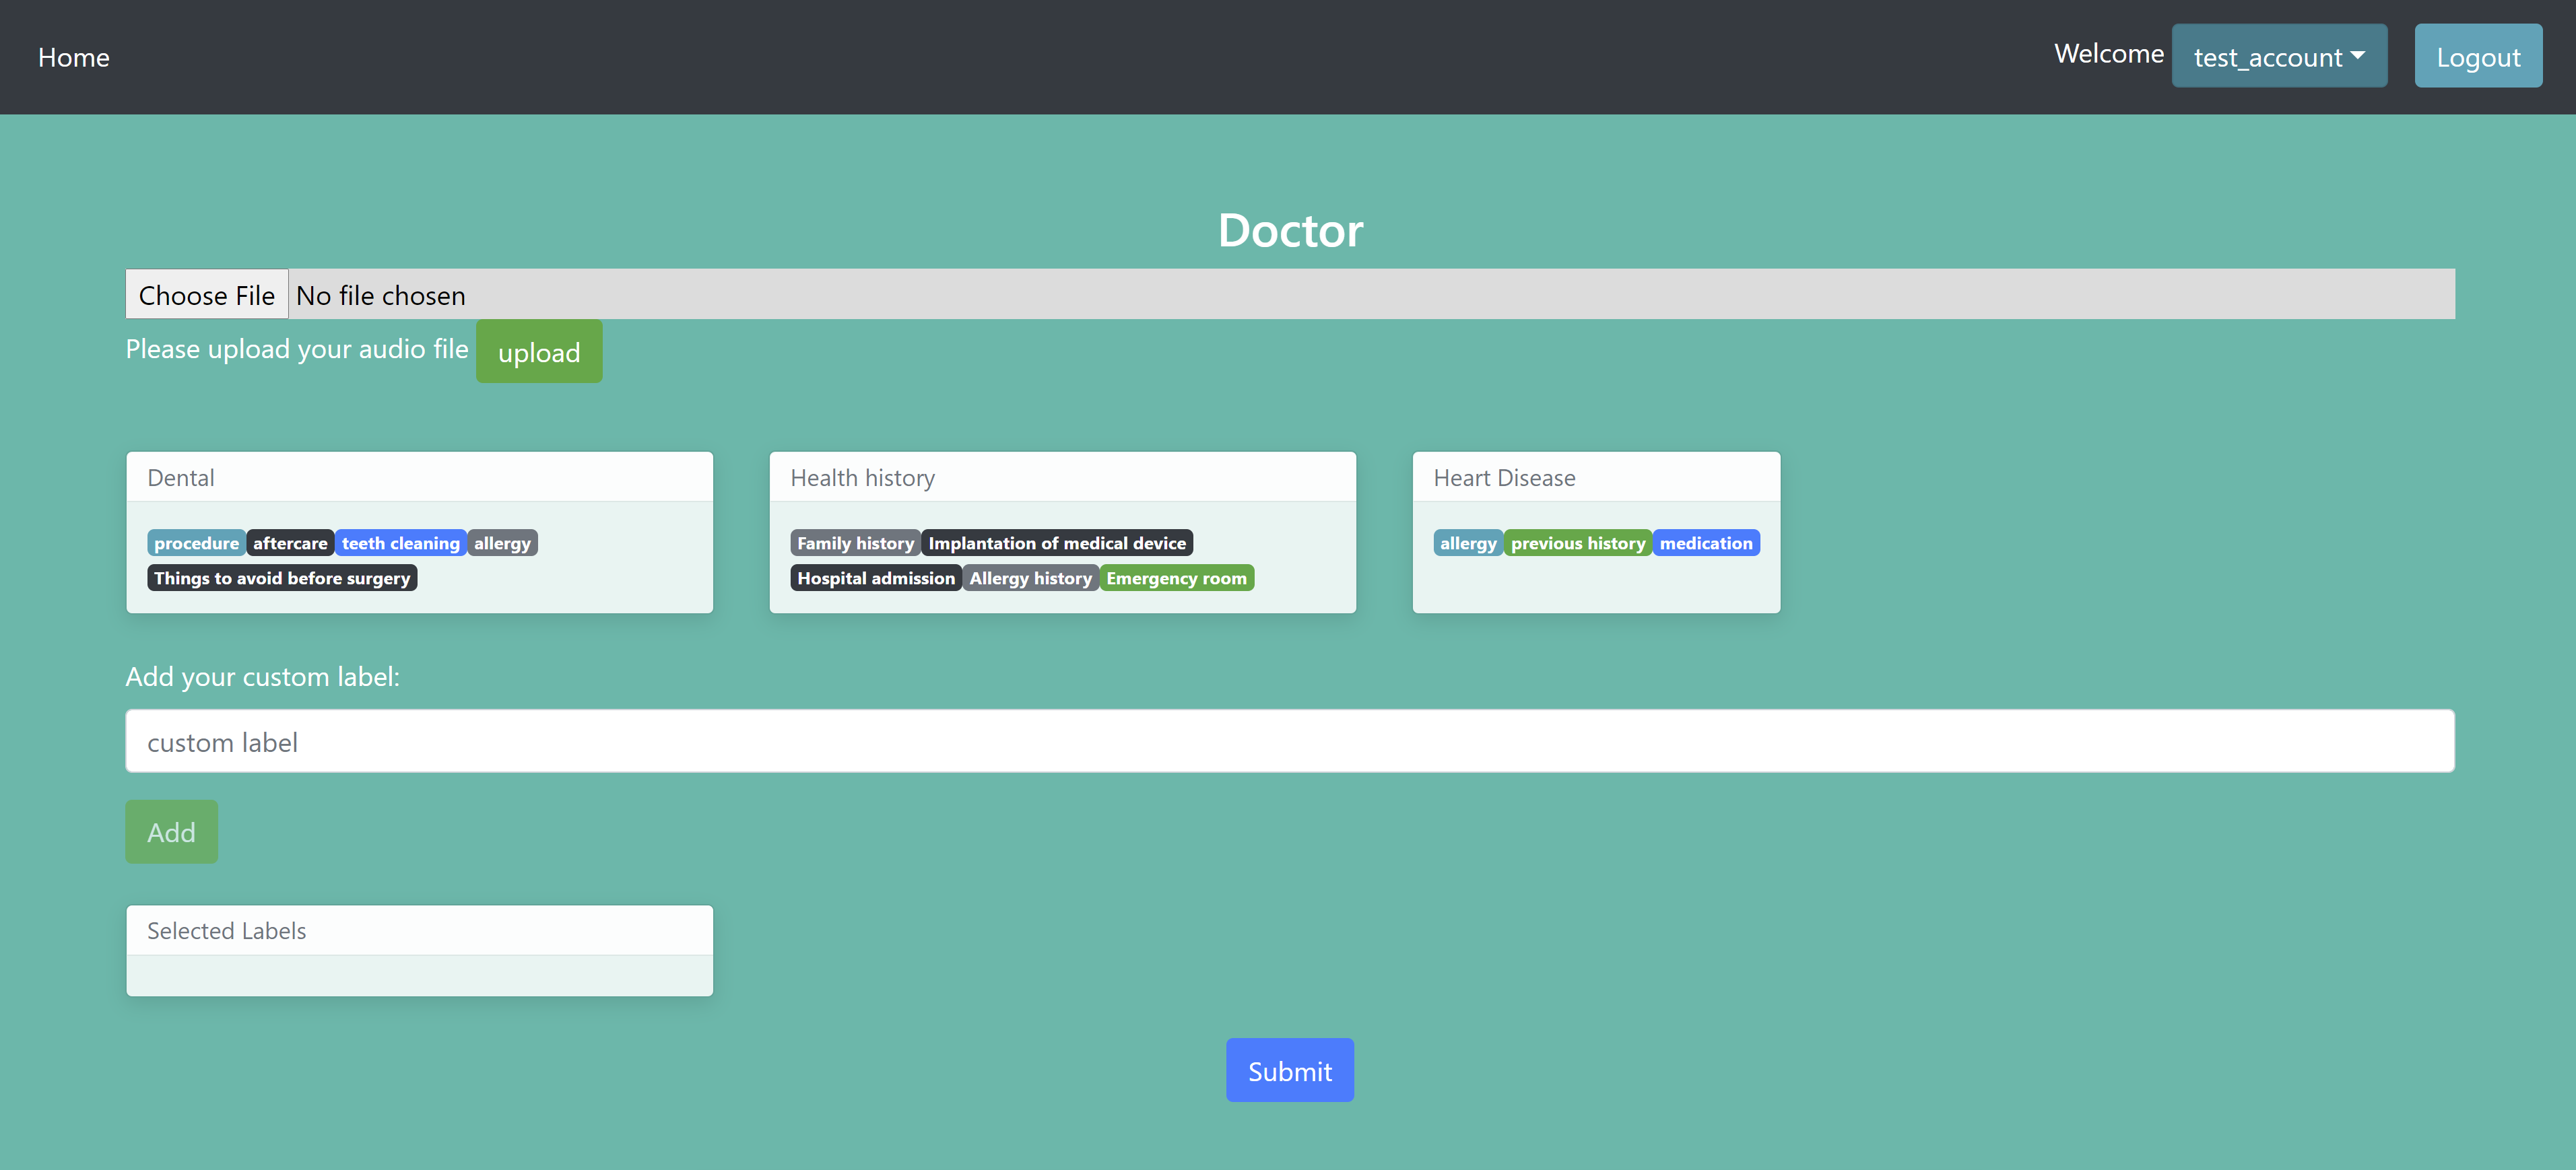 Home Welcome test_account Logout
Doctor
Choose File No file chosen
Please upload your audio file upload
Dental
procedure aftercare teeth cleaning allergy
Things to avoid before surgery
Health history
Family history Implantation of medical device
Hospital admission Allergy history Emergency room
Heart Disease
allergy previous history medication
Add your custom label:
custom label
Add
Selected Labels
Submit